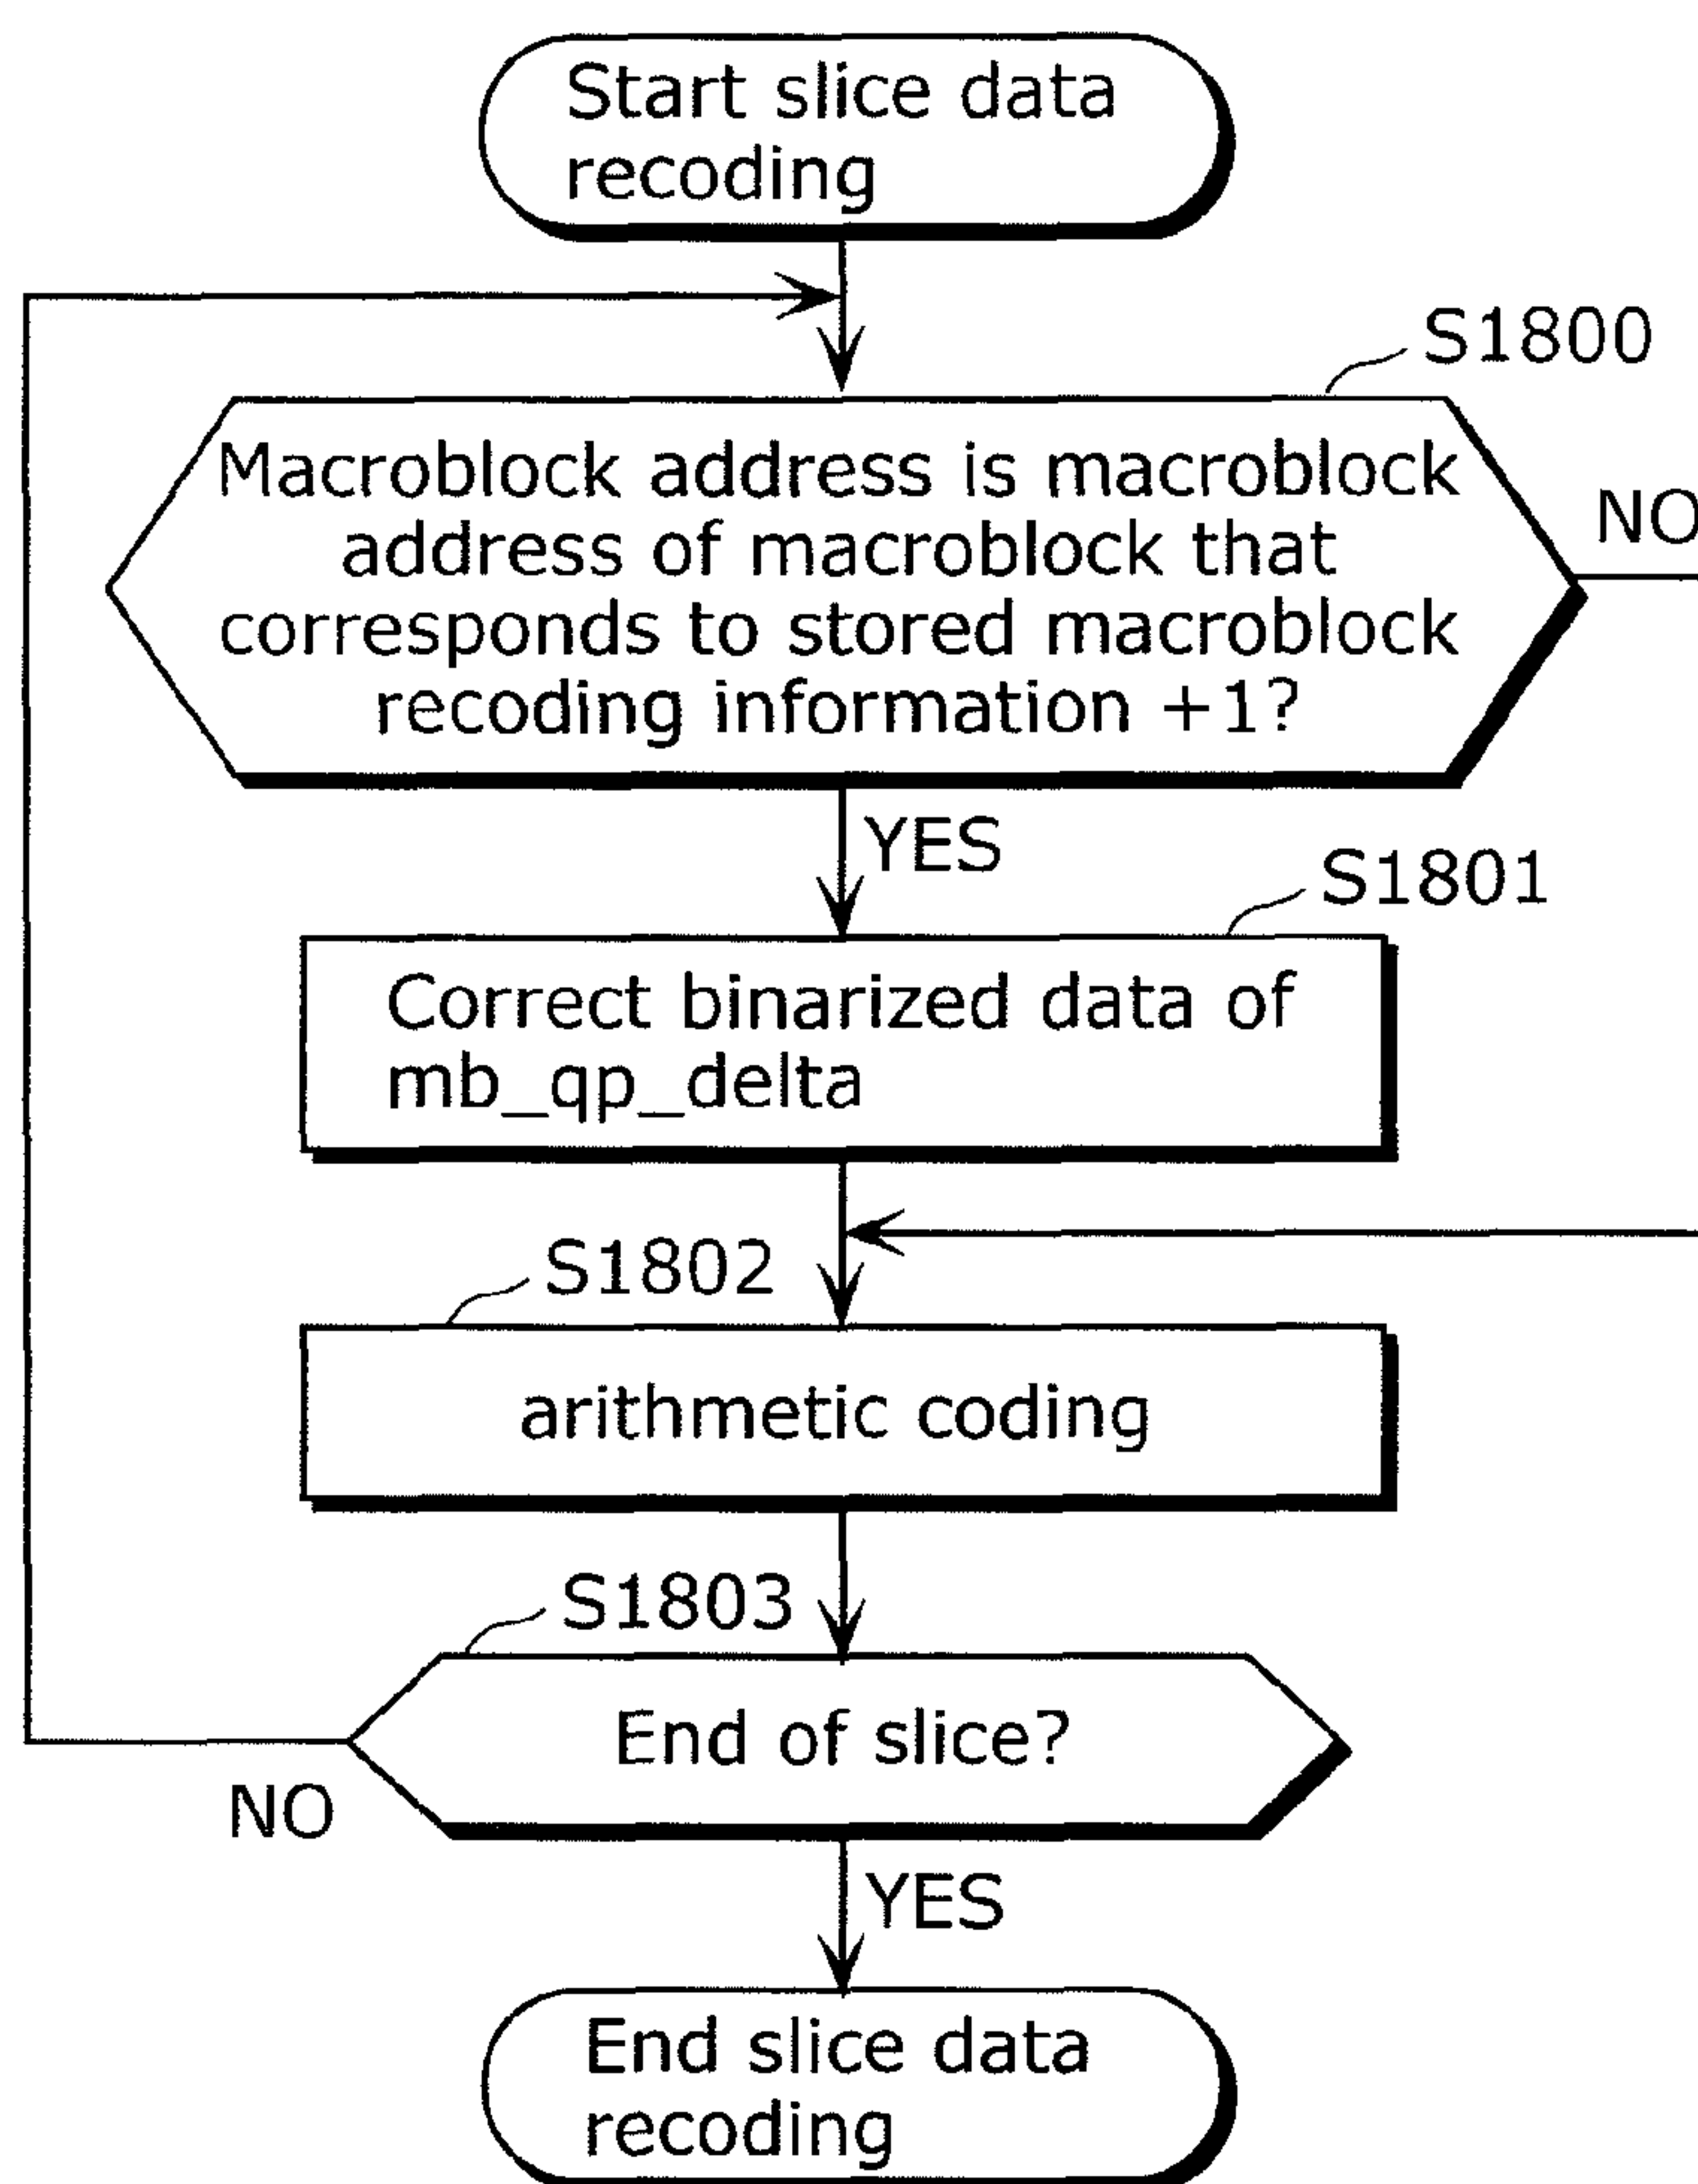 Start slice data
recoding
S1800
Macroblock address is macroblock
address of macroblock that
corresponds to stored macroblock
recoding information +1?
NO
YES
S1801
Correct binarized data of
mb_qp_delta
S1802
arithmetic coding
S1803
End of slice?
NO
YES
End slice data
recoding